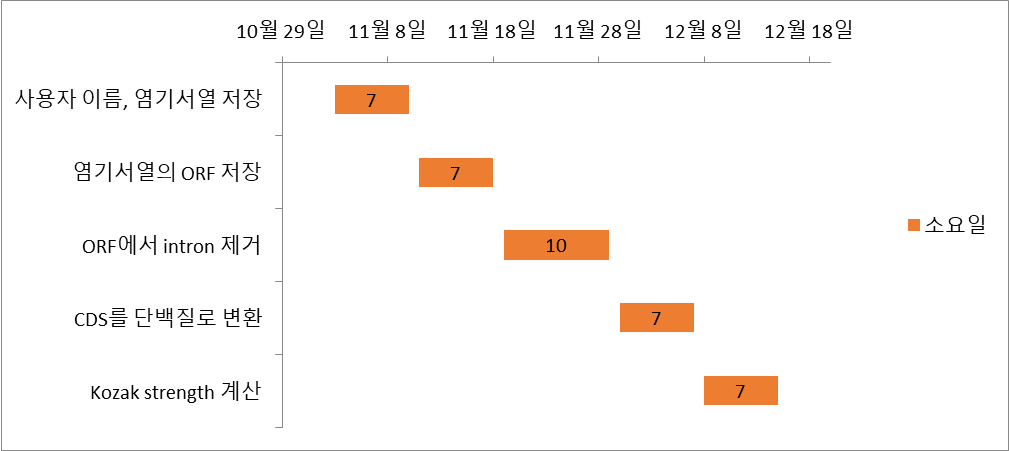 10월 29일 11월 8일 11월 18일 11월 28일 12월 8일 12월 18일
사용자 이름, 염기서열 저장 7
염기서열의 ORF 저장 7
ORF에서 intron 제거 10
소요일
CDS를 단백질로 변환 7
Kozak strength 계산 7